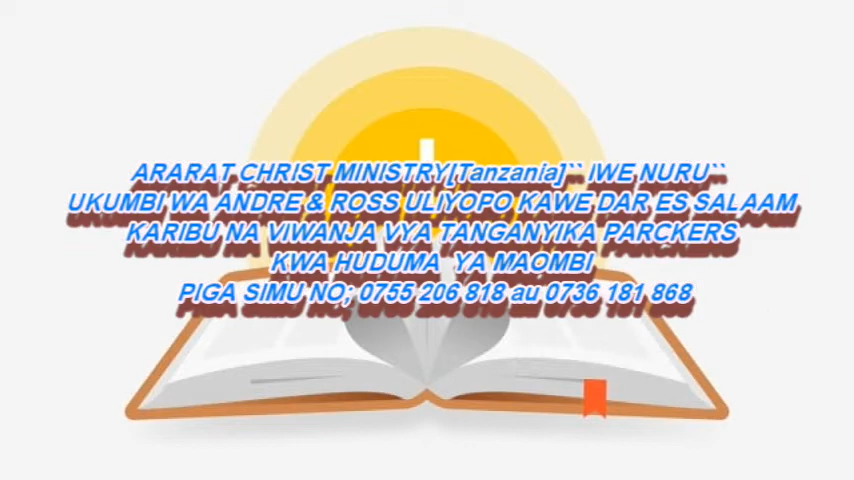 ARARAT CHRIST MINISTRY[Tanzania]`` IWE NURU``
UKUMBI WA ANDRE & ROSS ULIYOPO KAWE DAR ES SALAAM
KARIBU NA VIWANJA VYA TANGANYIKA PARCKERS
KWA HUDUMA YA MAOMBI
PIGA SIMU NO; 0755 206 818 au 0736 181 868